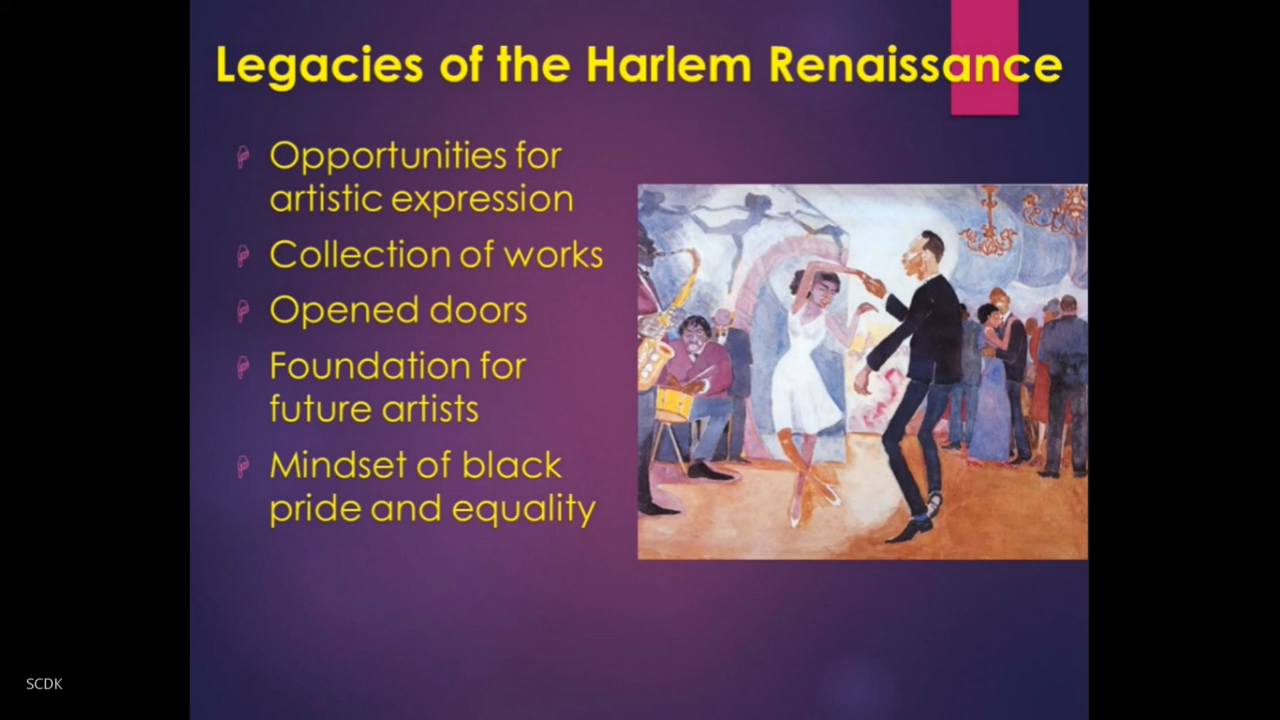 Legacies of the Harlem Renaissance
Opportunities for
artistic expression
Collection of works
Opened doors
Foundation for
future artists
Mindset of black
pride and equality
SCDK